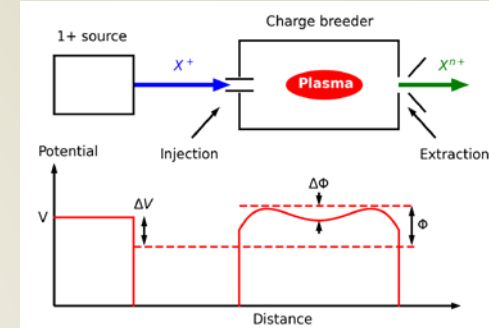 Charge breeder
1+ source
X⁺
Plasma
Xⁿ⁺
Injection
Extraction
Potential
ΔΦ
V
ΔV
Φ
Distance